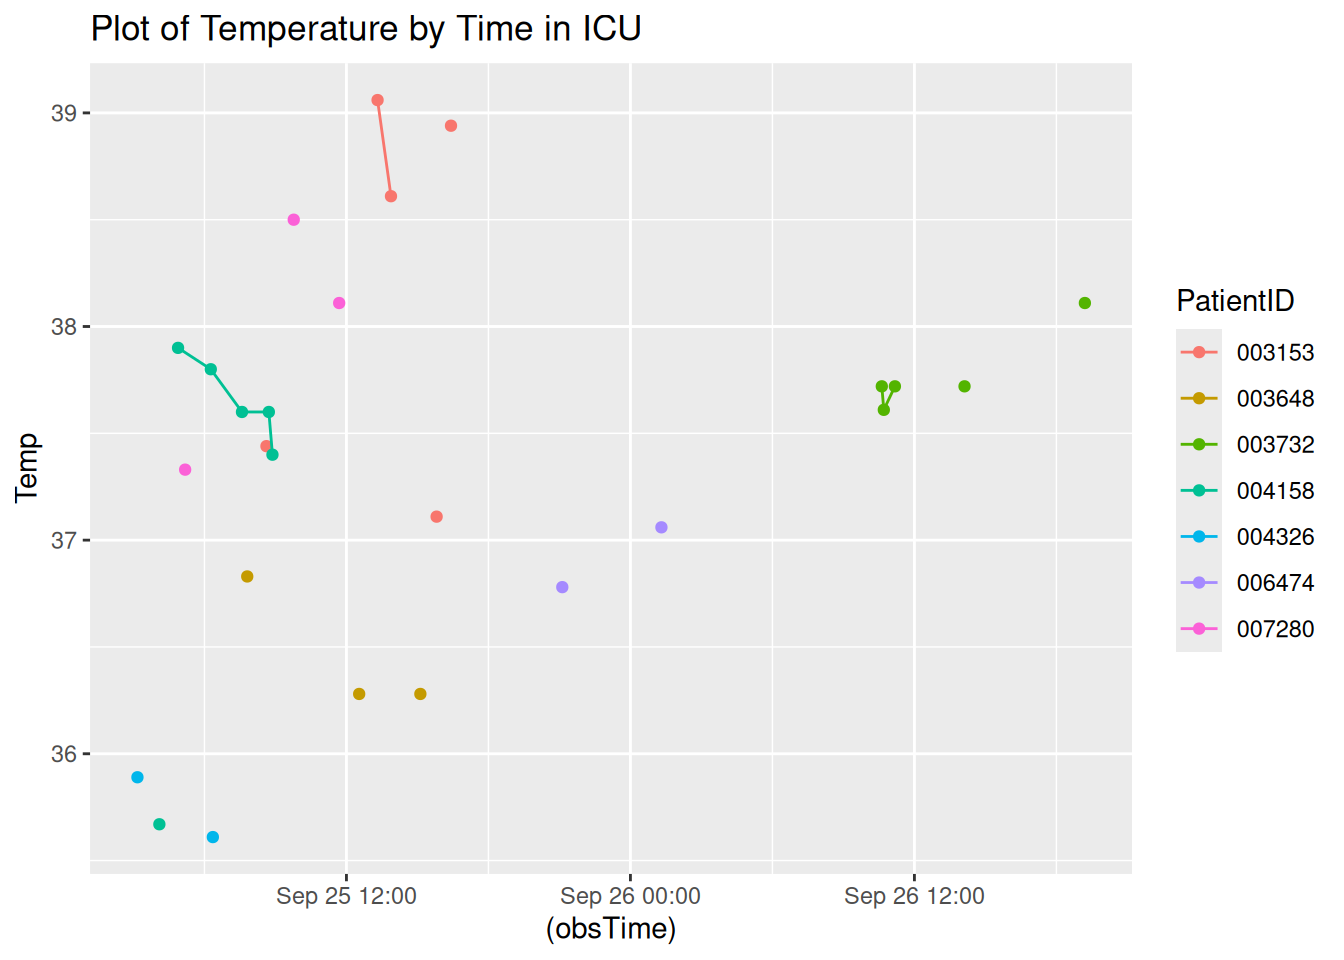 Plot of Temperature by Time in ICU
39
38
37
36
Temp
Sep 25 12:00
Sep 26 00:00
Sep 26 12:00
(obsTime)
PatientID
003153
003648
003732
004158
004326
006474
007280